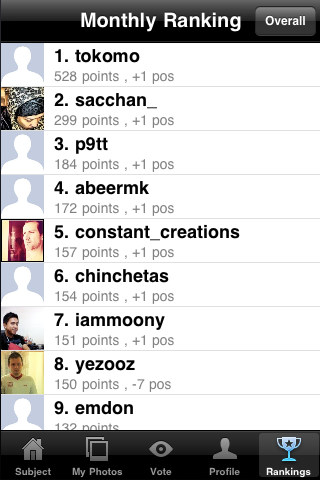 Monthly Ranking
Overall
1. tokomo
528 points , +1 pos
2. sacchan_
299 points , +1 pos
3. p9tt
184 points , +1 pos
4. abeermk
172 points , +1 pos
5. constant_creations
157 points , +1 pos
6. chinchetas
154 points , +1 pos
7. iammoony
151 points , +1 pos
8. yezooz
150 points , -7 pos
9. emdon
132 points
Subject
My Photos
Vote
Profile
Rankings